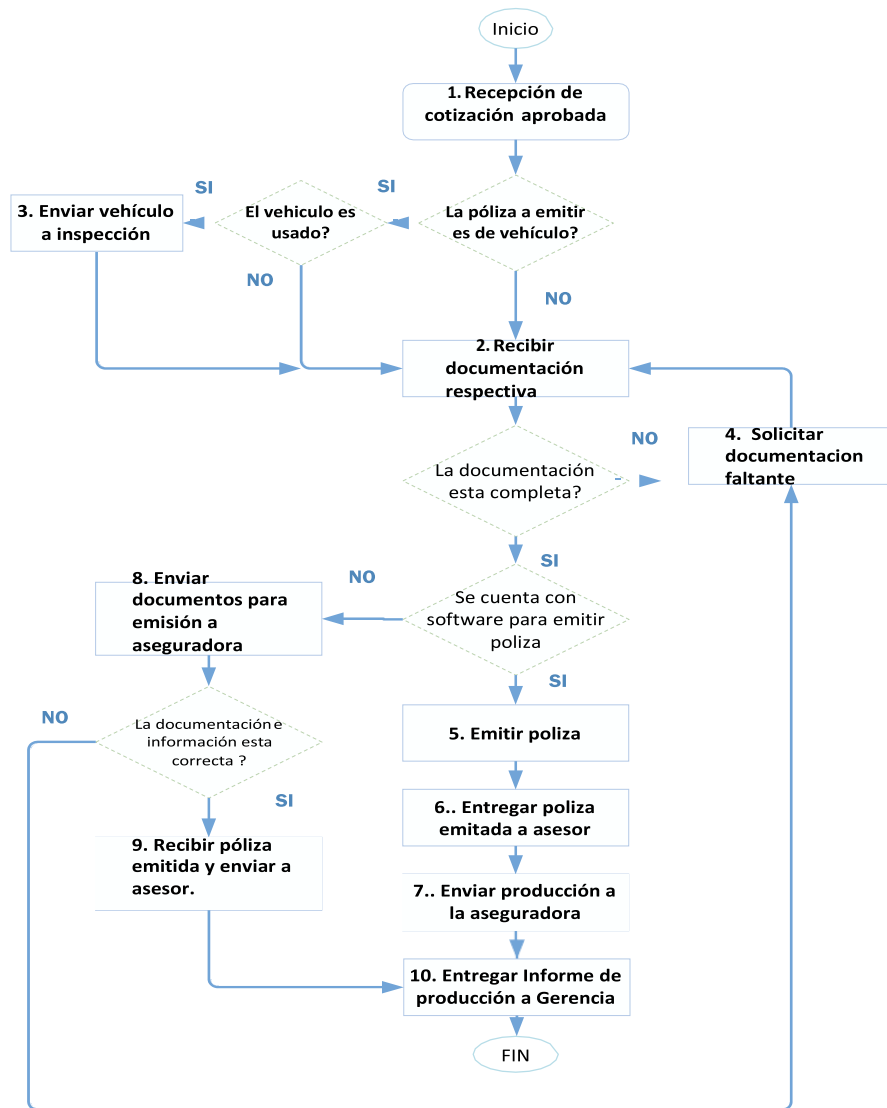 Inicio
1. Recepción de
cotización aprobada
SI
SI
3. Enviar vehículo
a inspección
El vehiculo es
usado?
La póliza a emitir
es de vehículo?
NO
NO
2. Recibir
documentación
respectiva
NO
4. Solicitar
documentacion
faltante
La documentación
esta completa?
SI
NO
8. Enviar
documentos para
emisión a
aseguradora
Se cuenta con
software para emitir
poliza
SI
NO
La documentación e
información esta
correcta ?
5. Emitir poliza
SI
6.. Entregar poliza
emitada a asesor
9. Recibir póliza
emitida y enviar a
asesor.
7.. Enviar producción a
la aseguradora
10. Entregar Informe de
producción a Gerencia
FIN